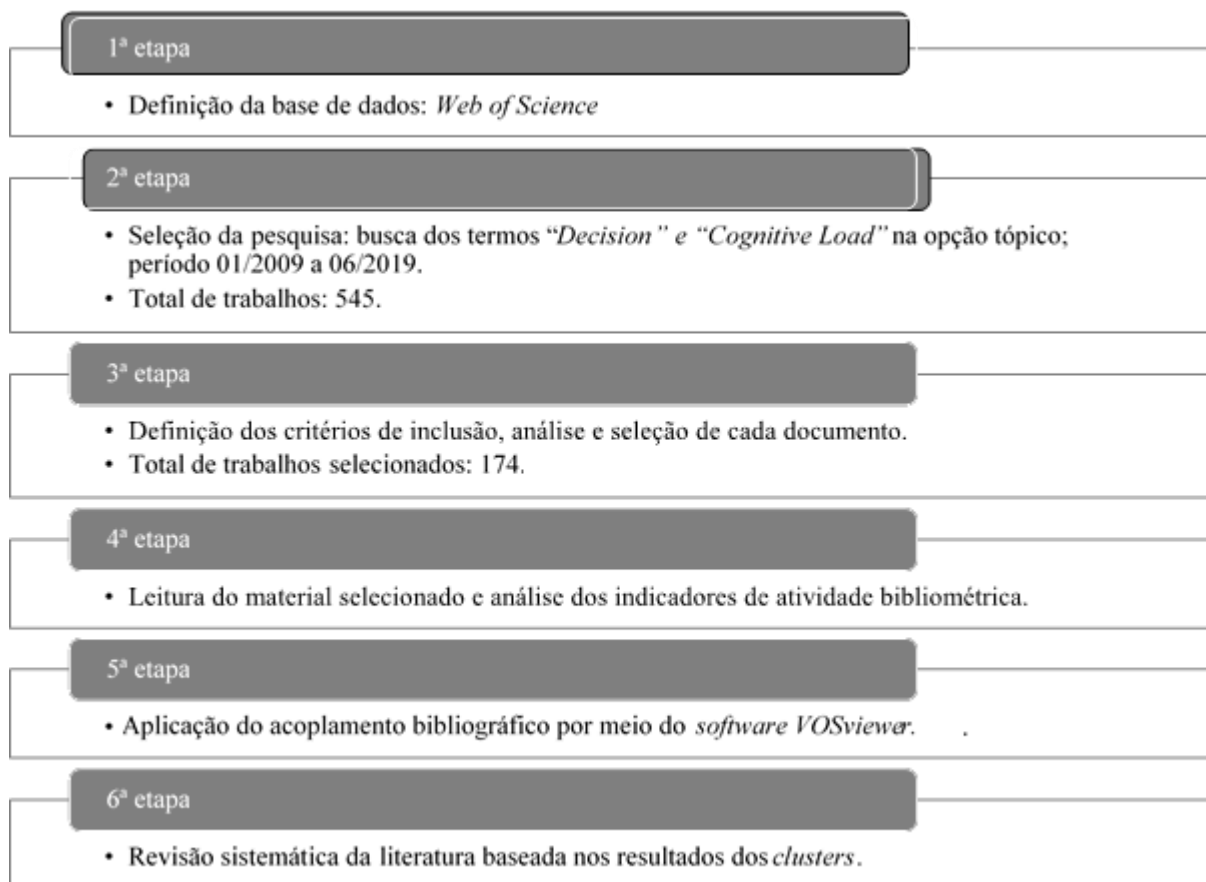 1ª etapa
• Definição da base de dados: Web of Science
2ª etapa
• Seleção da pesquisa: busca dos termos “Decision” e “Cognitive Load” na opção tópico;
período 01/2009 a 06/2019.
• Total de trabalhos: 545.
3ª etapa
• Definição dos critérios de inclusão, análise e seleção de cada documento.
• Total de trabalhos selecionados: 174.
4ª etapa
• Leitura do material selecionado e análise dos indicadores de atividade bibliométrica.
5ª etapa
• Aplicação do acoplamento bibliográfico por meio do software VOSviewer. .
6ª etapa
• Revisão sistemática da literatura baseada nos resultados dos clusters.